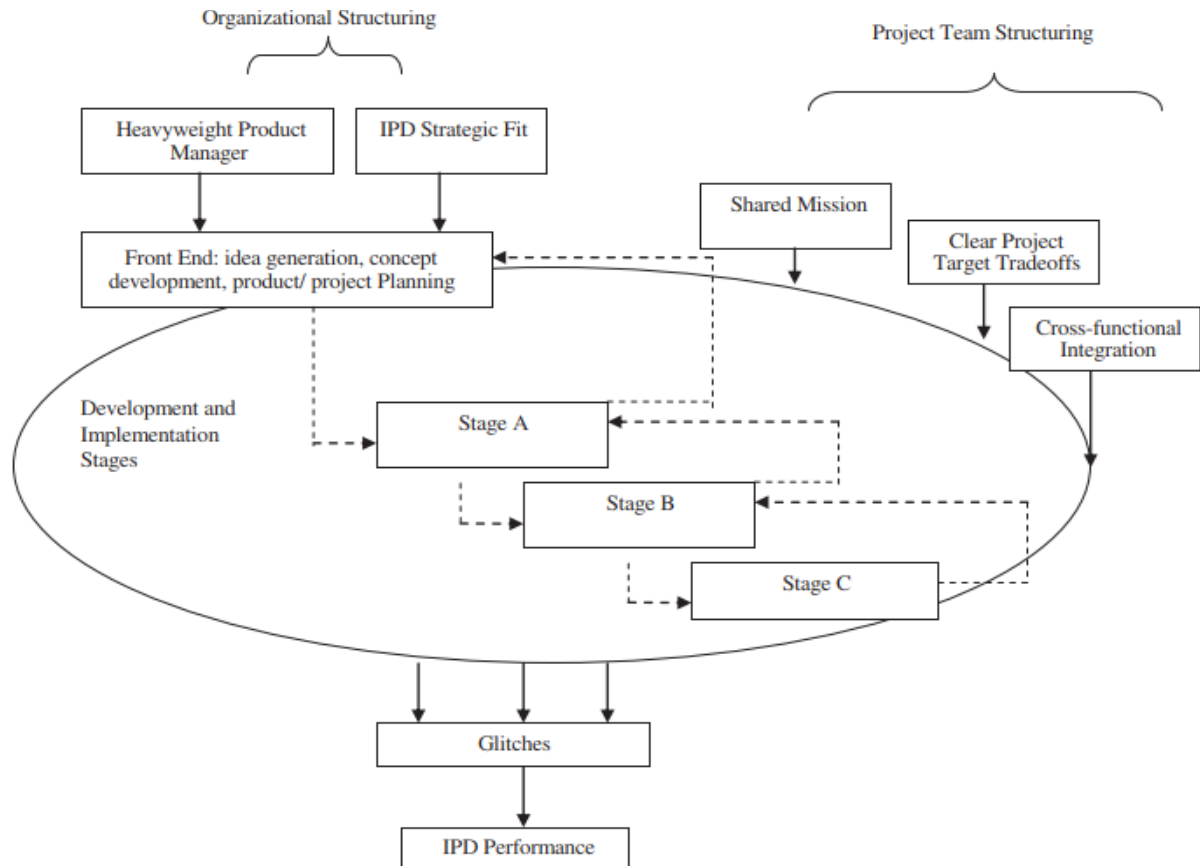 Organizational Structuring
Project Team Structuring
Heavyweight Product
Manager
IPD Strategic Fit
Shared Mission
Clear Project
Target Tradeoffs
Front End: idea generation, concept
development, product/ project Planning
Cross-functional
Integration
Development and
Implementation
Stages
Stage A
Stage B
Stage C
Glitches
IPD Performance